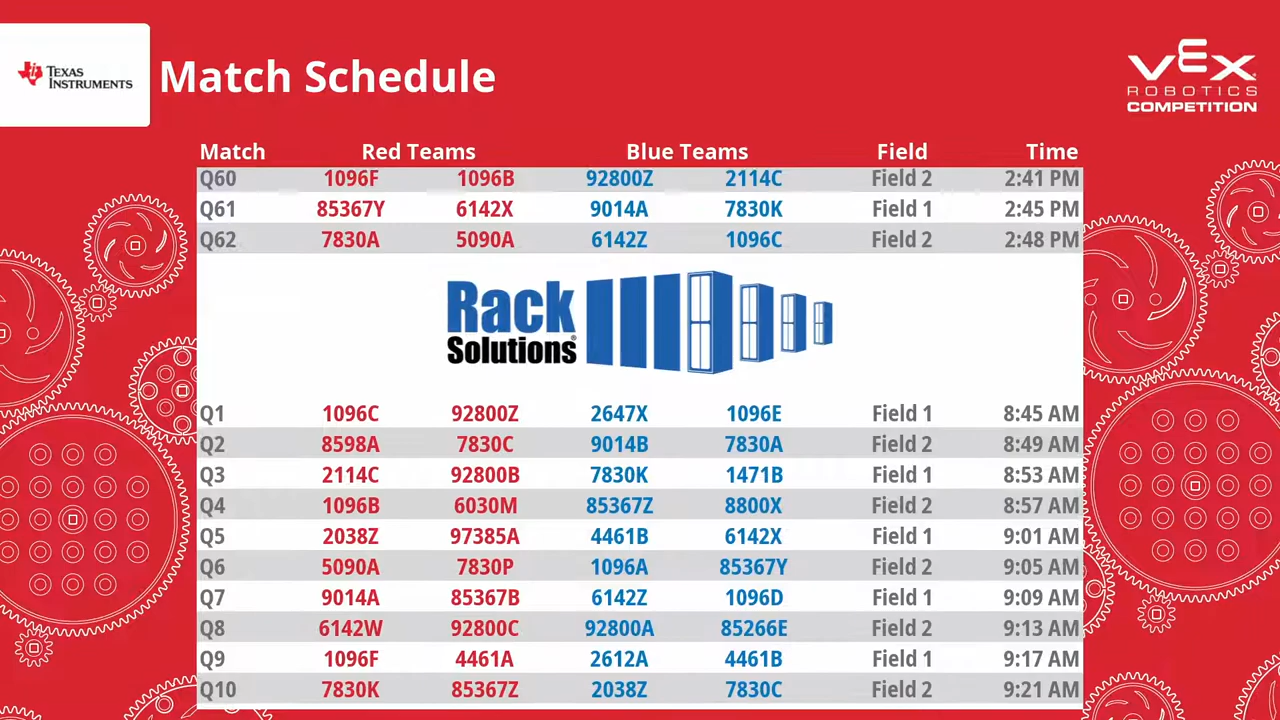 TEXAS
INSTRUMENTS
Match Schedule
VEX
ROBOTICS
COMPETITION
Match Red Teams Blue Teams Field Time
Q60 1096F 1096B 92800Z 2114C Field 2 2:41 PM
Q61 85367Y 6142X 9014A 7830K Field 1 2:45 PM
Q62 7830A 5090A 6142Z 1096C Field 2 2:48 PM
Rack
Solutions®
Q1 1096C 92800Z 2647X 1096E Field 1 8:45 AM
Q2 8598A 7830C 9014B 7830A Field 2 8:49 AM
Q3 2114C 92800B 7830K 1471B Field 1 8:53 AM
Q4 1096B 6030M 85367Z 8800X Field 2 8:57 AM
Q5 2038Z 97385A 4461B 6142X Field 1 9:01 AM
Q6 5090A 7830P 1096A 85367Y Field 2 9:05 AM
Q7 9014A 85367B 6142Z 1096D Field 1 9:09 AM
Q8 6142W 92800C 92800A 85266E Field 2 9:13 AM
Q9 1096F 4461A 2612A 4461B Field 1 9:17 AM
Q10 7830K 85367Z 2038Z 7830C Field 2 9:21 AM